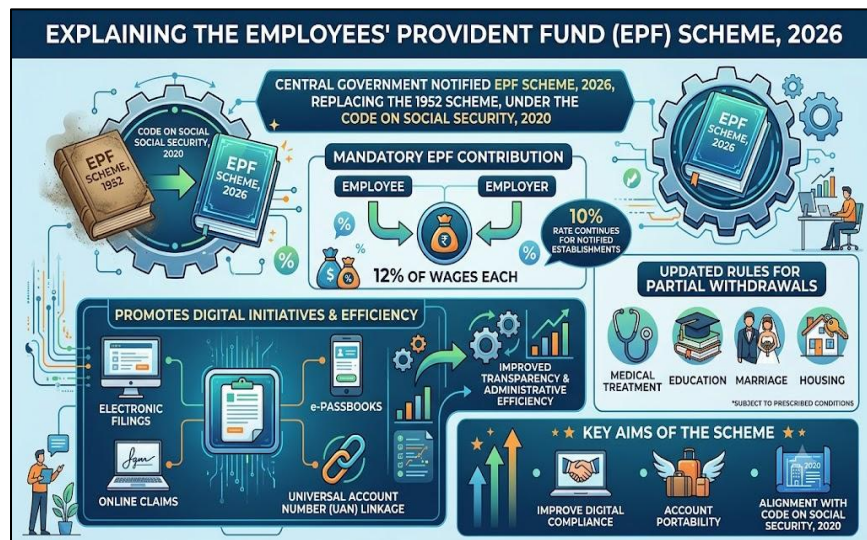 EXPLAINING THE EMPLOYEES' PROVIDENT FUND (EPF) SCHEME, 2026
CENTRAL GOVERNMENT NOTIFIED EPF SCHEME, 2026,
REPLACING THE 1952 SCHEME, UNDER THE
CODE ON SOCIAL SECURITY, 2020
CODE ON SOCIAL
SOCIAL SECURITY,
2020
EPF
SCHEME,
1952
EPF
SCHEME,
2026
EPF
SCHEME,
2026
MANDATORY EPF CONTRIBUTION
EMPLOYEE
EMPLOYER
%
%
%
₹
%
$
%
12% OF WAGES EACH
10%
RATE CONTINUES
FOR NOTIFIED
ESTABLISHMENTS
UPDATED RULES FOR
PARTIAL WITHDRAWALS
MEDICAL
TREATMENT
EDUCATION
MARRIAGE
HOUSING
*SUBJECT TO PRESCRIBED CONDITIONS
PROMOTES DIGITAL INITIATIVES & EFFICIENCY
ELECTRONIC
FILINGS
e-PASSBOOKS
ONLINE CLAIMS
UNIVERSAL ACCOUNT
NUMBER (UAN) LINKAGE
IMPROVED
TRANSPARENCY &
ADMINISTRATIVE
EFFICIENCY
KEY AIMS OF THE SCHEME
IMPROVE DIGITAL
COMPLIANCE
ACCOUNT
PORTABILITY
2020
ALIGNMENT WITH
CODE ON SOCIAL
SECURITY, 2020